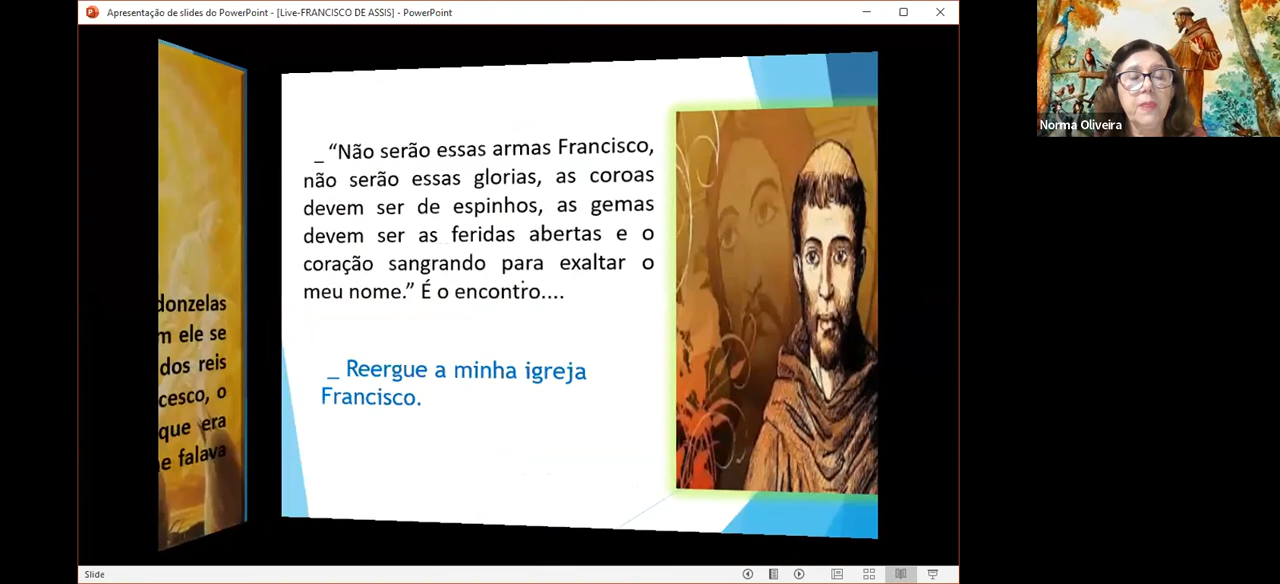 Apresentação de slides do PowerPoint - [Live-FRANCISCO DE ASSIS] - PowerPoint
Norma Oliveira
donzelas
m ele se
dos reis
cesco, o
que era
e falava
_ “Não serão essas armas Francisco,
não serão essas glorias, as coroas
devem ser de espinhos, as gemas
devem ser as feridas abertas e o
coração sangrando para exaltar o
meu nome.” É o encontro....
_ Reergue a minha igreja
Francisco.
Slide